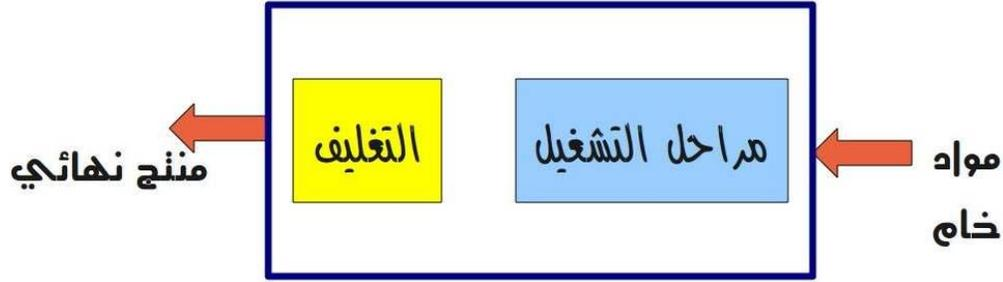 مواد
خام
مراحل التشغيل
التغليف
منتج نهائي